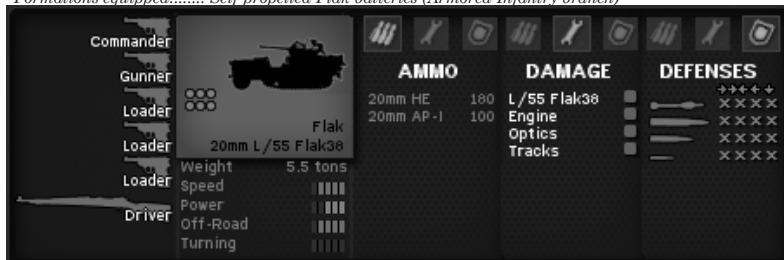 Formations equipped........ Self-propelled Flak batteries (Armored Infantry branch)
Commander
Gunner
Loader
Loader
Loader
Driver
Flak
20mm L/55 Flak38
Weight 5.5 tons
Speed
Power
Off-Road
Turning
AMMO
20mm HE 180
20mm AP-I 100
DAMAGE
L/55 Flak38
Engine
Optics
Tracks
DEFENSES
X X X X
X X X X
X X X X
X X X X